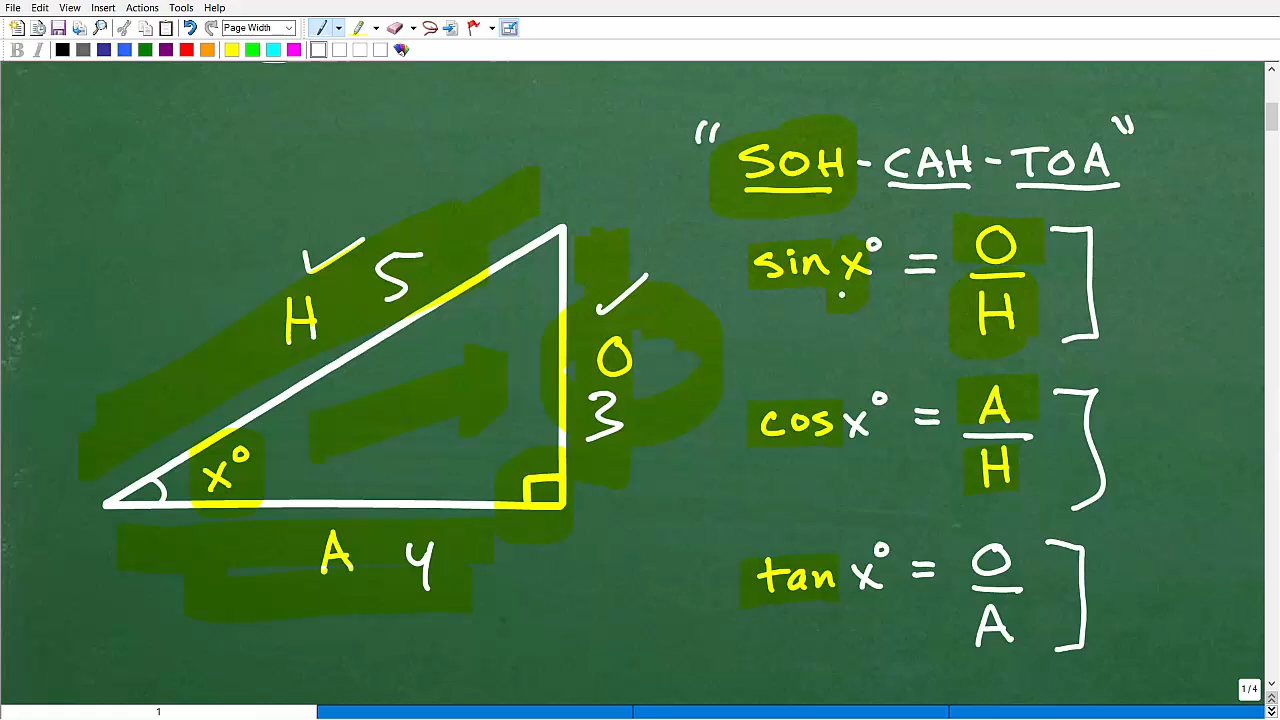 File Edit View Insert Actions Tools Help
Page Width
B I
"SOH-CAH-TOA"
sin x° = O/H
H 5
O
3
cos x° = A/H
x°
A 4
tan x° = O/A
1/4
1